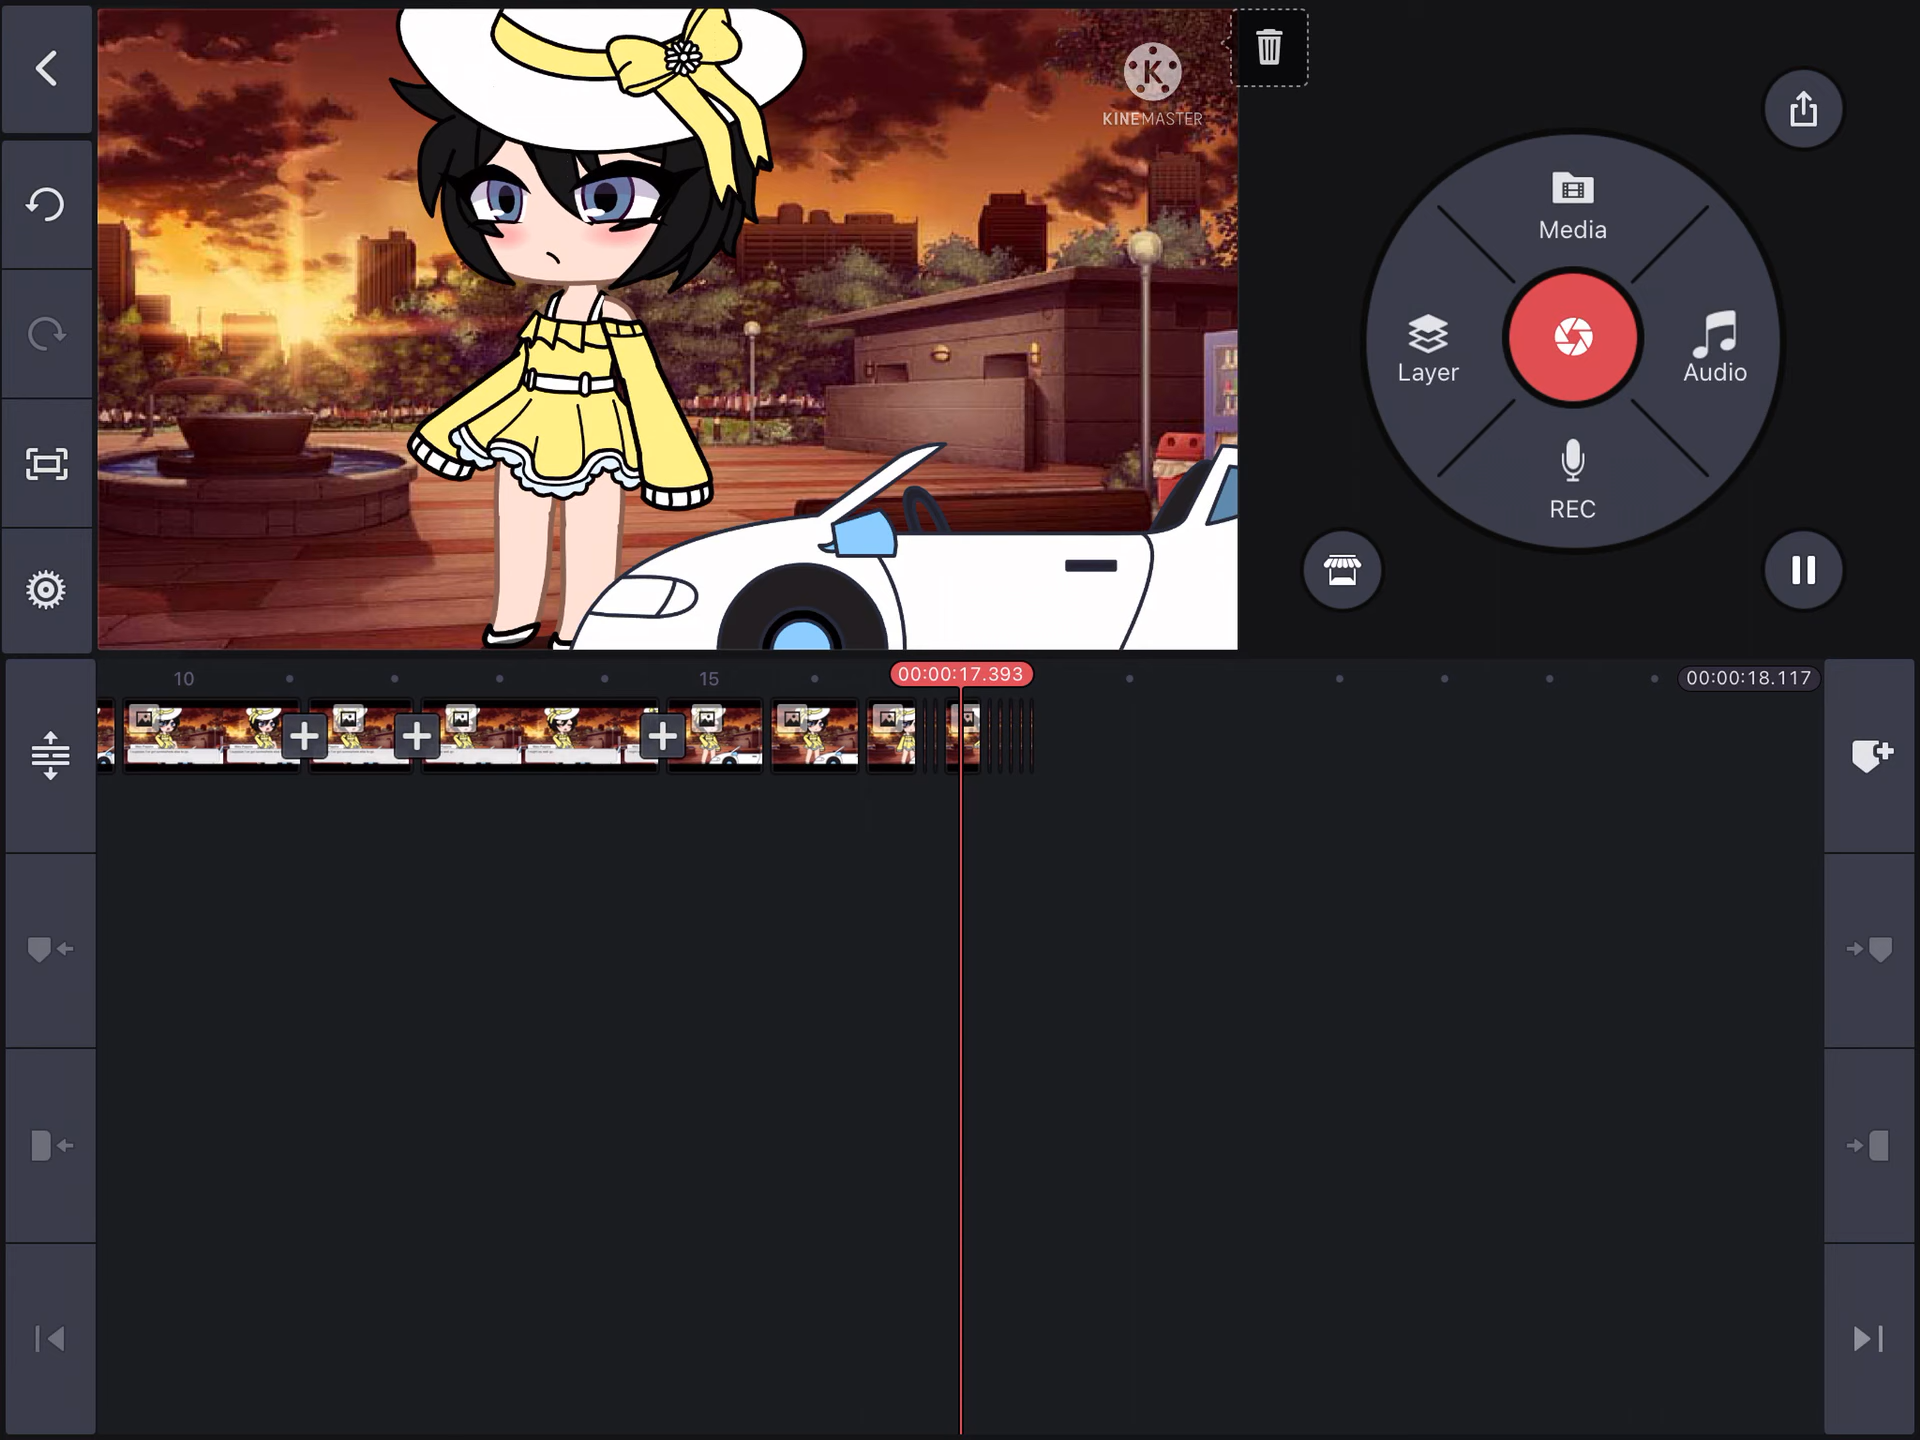 K
KINEMASTER
Media
Layer
Audio
REC
10
15
00:00:17.393
00:00:18.117